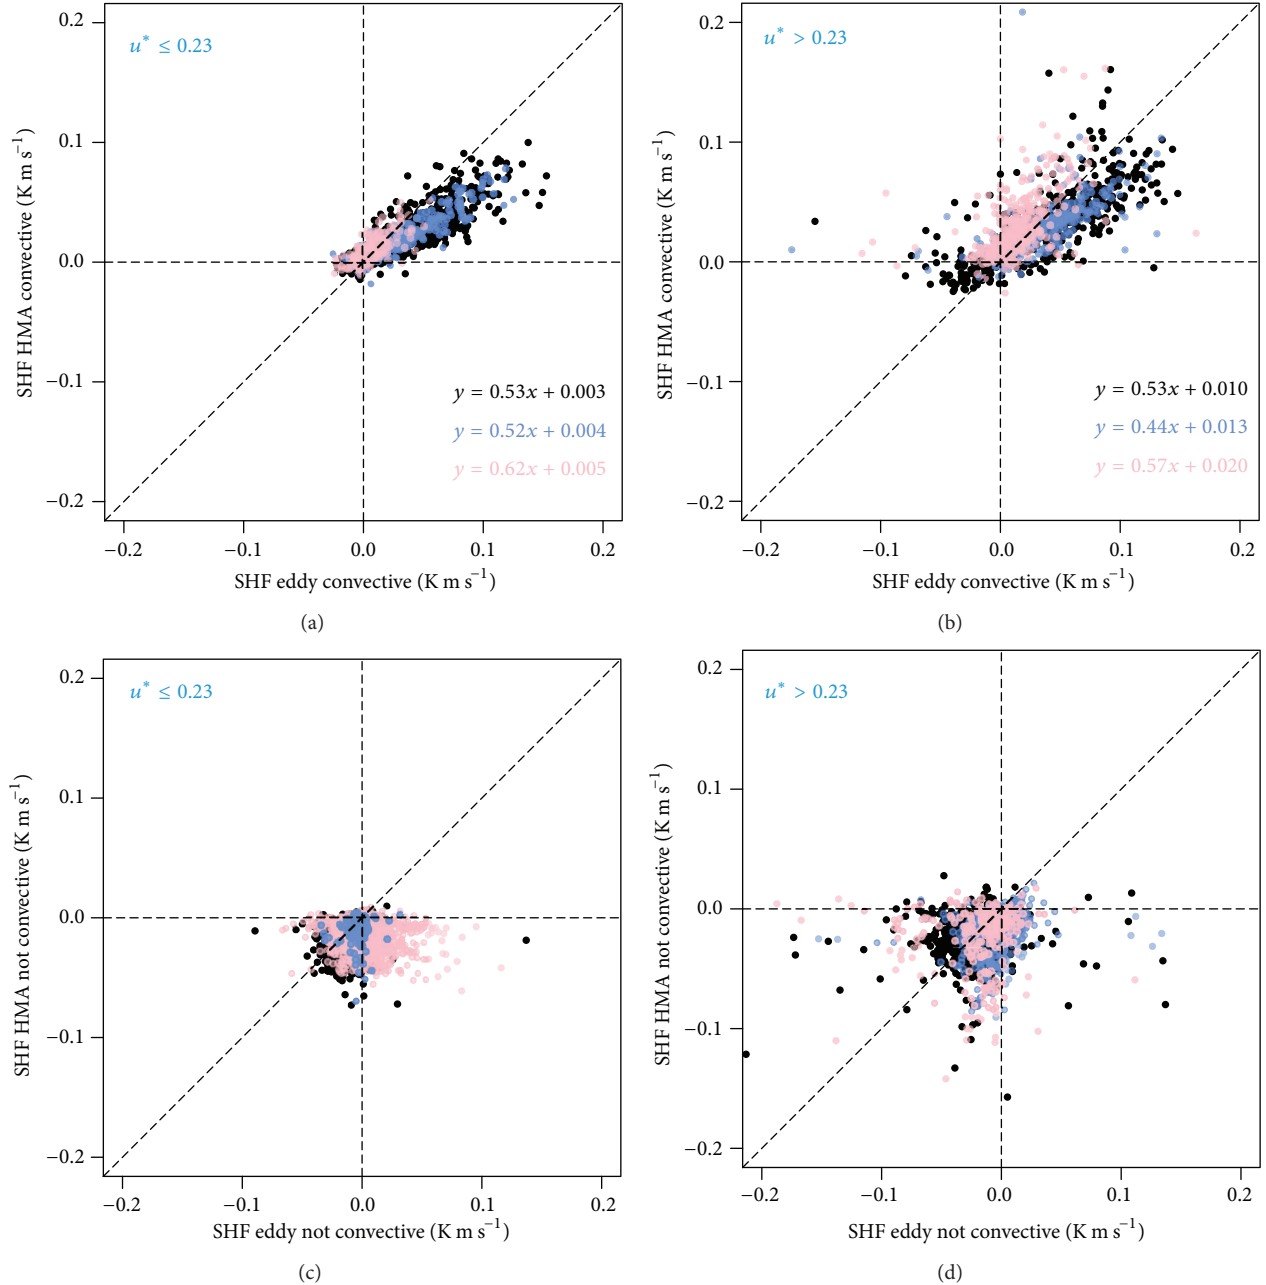 u* ≤ 0.23
0.2
0.1
0.0
−0.1
−0.2
SHF HMA convective (K m s⁻¹)
y = 0.53x + 0.003
y = 0.52x + 0.004
y = 0.62x + 0.005
−0.2 −0.1 0.0 0.1 0.2
SHF eddy convective (K m s⁻¹)
(a)
u* > 0.23
0.2
0.1
0.0
−0.1
−0.2
SHF HMA convective (K m s⁻¹)
y = 0.53x + 0.010
y = 0.44x + 0.013
y = 0.57x + 0.020
−0.2 −0.1 0.0 0.1 0.2
SHF eddy convective (K m s⁻¹)
(b)
u* ≤ 0.23
0.2
0.1
0.0
−0.1
−0.2
SHF HMA not convective (K m s⁻¹)
−0.2 −0.1 0.0 0.1 0.2
SHF eddy not convective (K m s⁻¹)
(c)
u* > 0.23
0.2
0.1
0.0
−0.1
−0.2
SHF HMA not convective (K m s⁻¹)
−0.2 −0.1 0.0 0.1 0.2
SHF eddy not convective (K m s⁻¹)
(d)